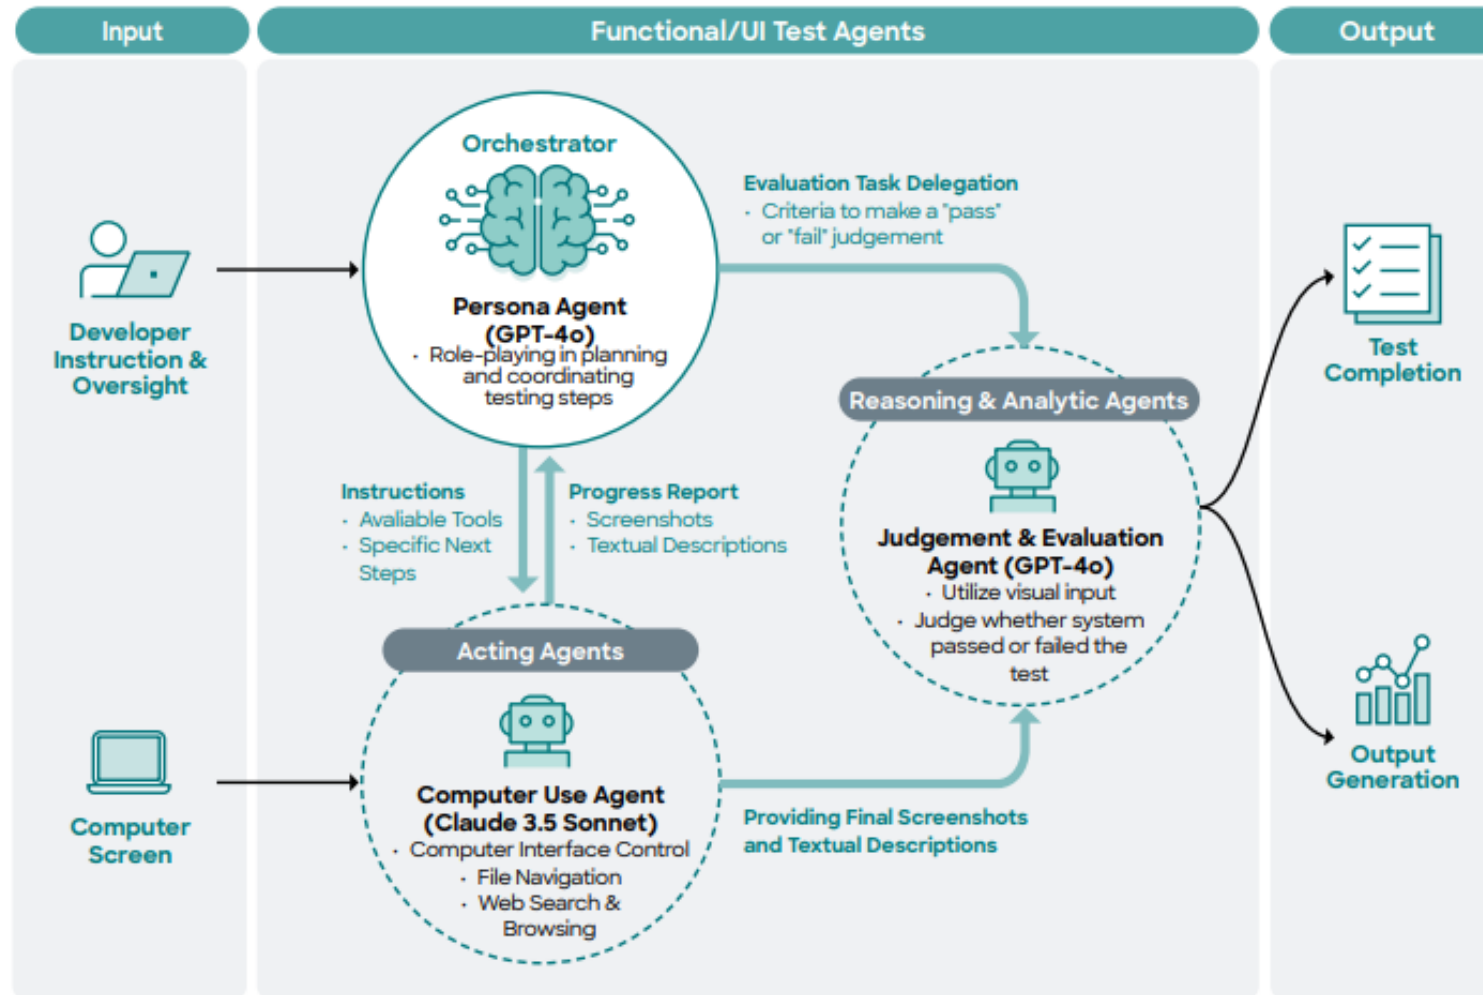 Input
Functional/UI Test Agents
Output
Orchestrator
Persona Agent
(GPT-4o)
· Role-playing in planning
and coordinating
testing steps
Evaluation Task Delegation
· Criteria to make a "pass"
or "fail" judgement
Developer
Instruction &
Oversight
Test
Completion
Reasoning & Analytic Agents
Judgement & Evaluation
Agent (GPT-4o)
· Utilize visual input
· Judge whether system
passed or failed the
test
Instructions
· Avaliable Tools
· Specific Next
Steps
Progress Report
· Screenshots
· Textual Descriptions
Acting Agents
Computer Use Agent
(Claude 3.5 Sonnet)
· Computer Interface Control
· File Navigation
· Web Search &
Browsing
Computer
Screen
Providing Final Screenshots
and Textual Descriptions
Output
Generation